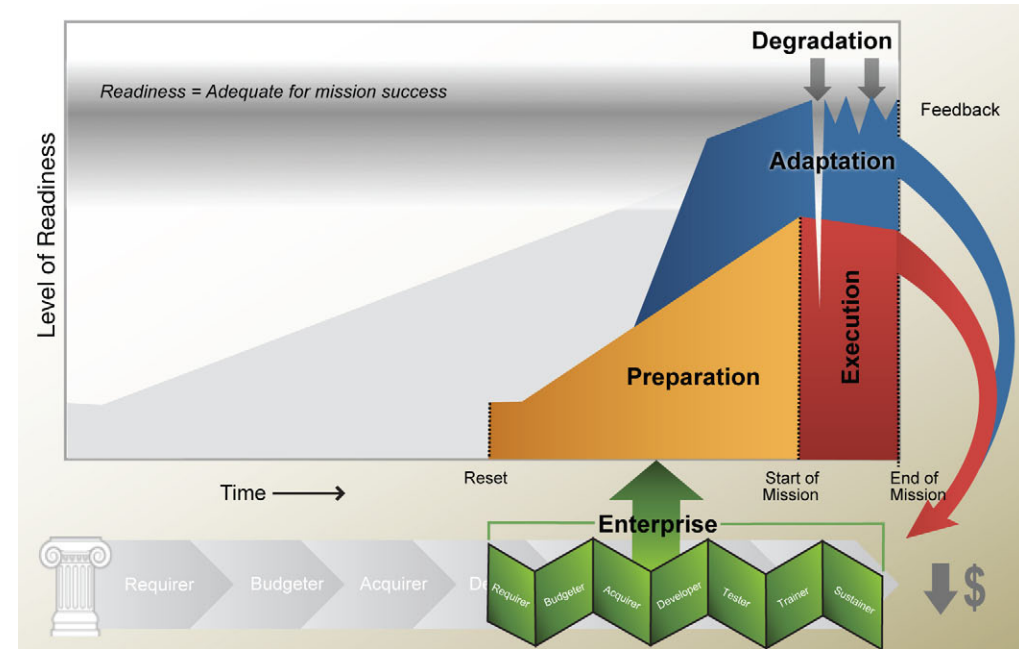 Degradation
Readiness = Adequate for mission success
Feedback
Adaptation
Level of Readiness
Execution
Preparation
Reset
Start of
Mission
End of
Mission
Time
Enterprise
Requirer
Budgeter
Acquirer
De
Requirer
Budgeter
Acquirer
Developer
Tester
Trainer
Sustainer
$